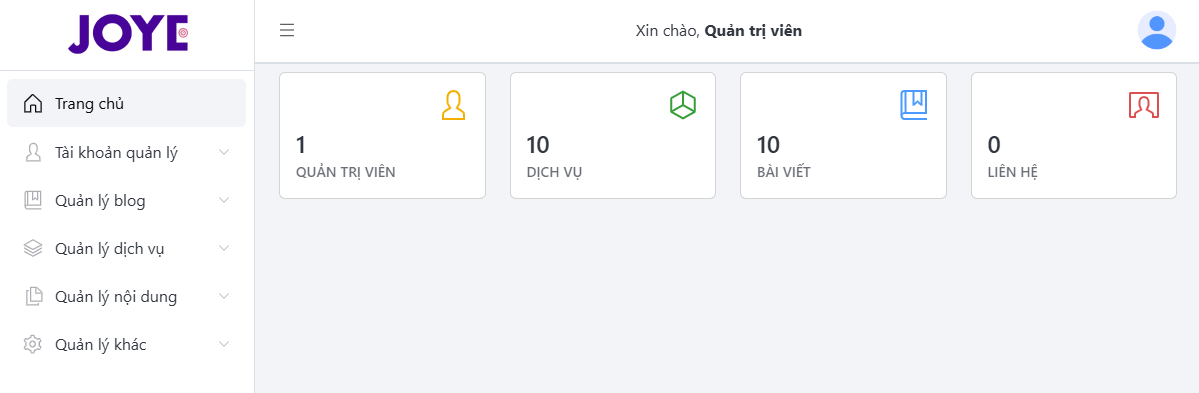 JOYE
Xin chào, Quản trị viên
Trang chủ
Tài khoản quản lý
Quản lý blog
Quản lý dịch vụ
Quản lý nội dung
Quản lý khác
1
QUẢN TRỊ VIÊN
10
DỊCH VỤ
10
BÀI VIẾT
0
LIÊN HỆ